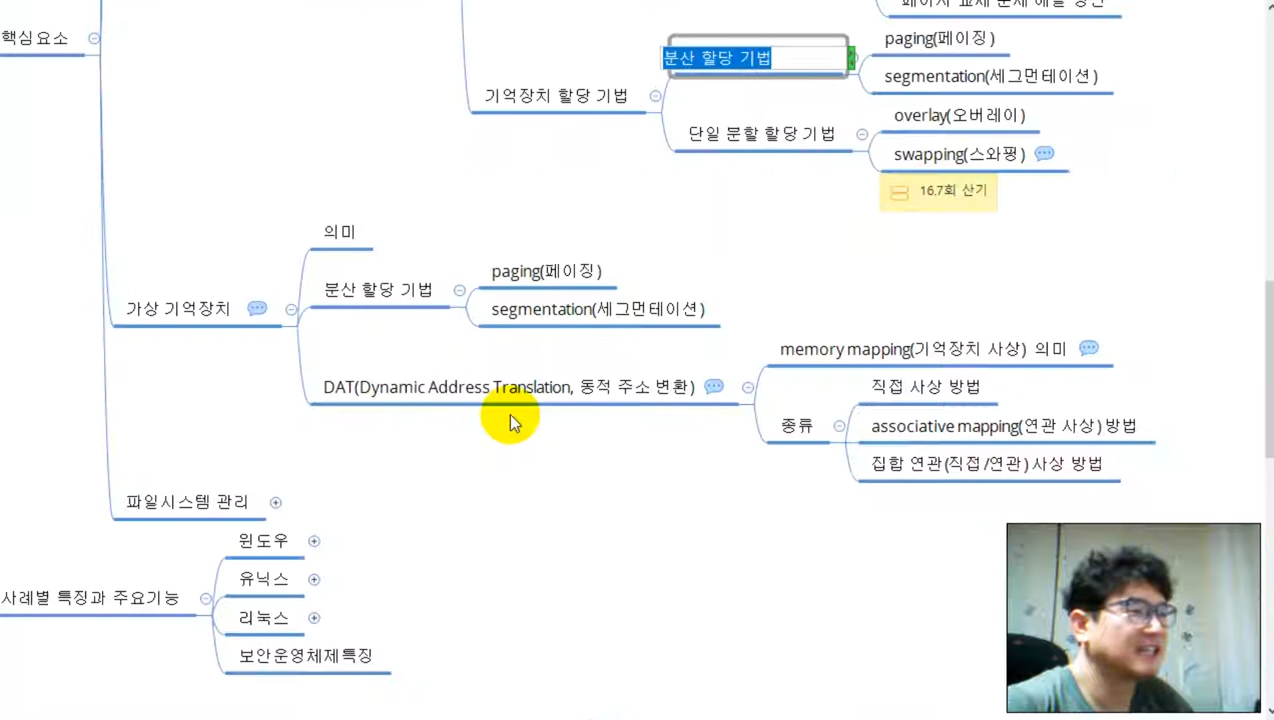 핵심요소
분산 할당 기법
paging(페이징)
segmentation(세그먼테이션)
기억장치 할당 기법
단일 분할 할당 기법
overlay(오버레이)
swapping(스와핑)
16.7회 산기
가상 기억장치
의미
분산 할당 기법
paging(페이징)
segmentation(세그먼테이션)
DAT(Dynamic Address Translation, 동적 주소 변환)
memory mapping(기억장치 사상) 의미
종류
직접 사상 방법
associative mapping(연관 사상) 방법
집합 연관(직접/연관) 사상 방법
파일시스템 관리
사례별 특징과 주요기능
윈도우
유닉스
리눅스
보안운영체제특징